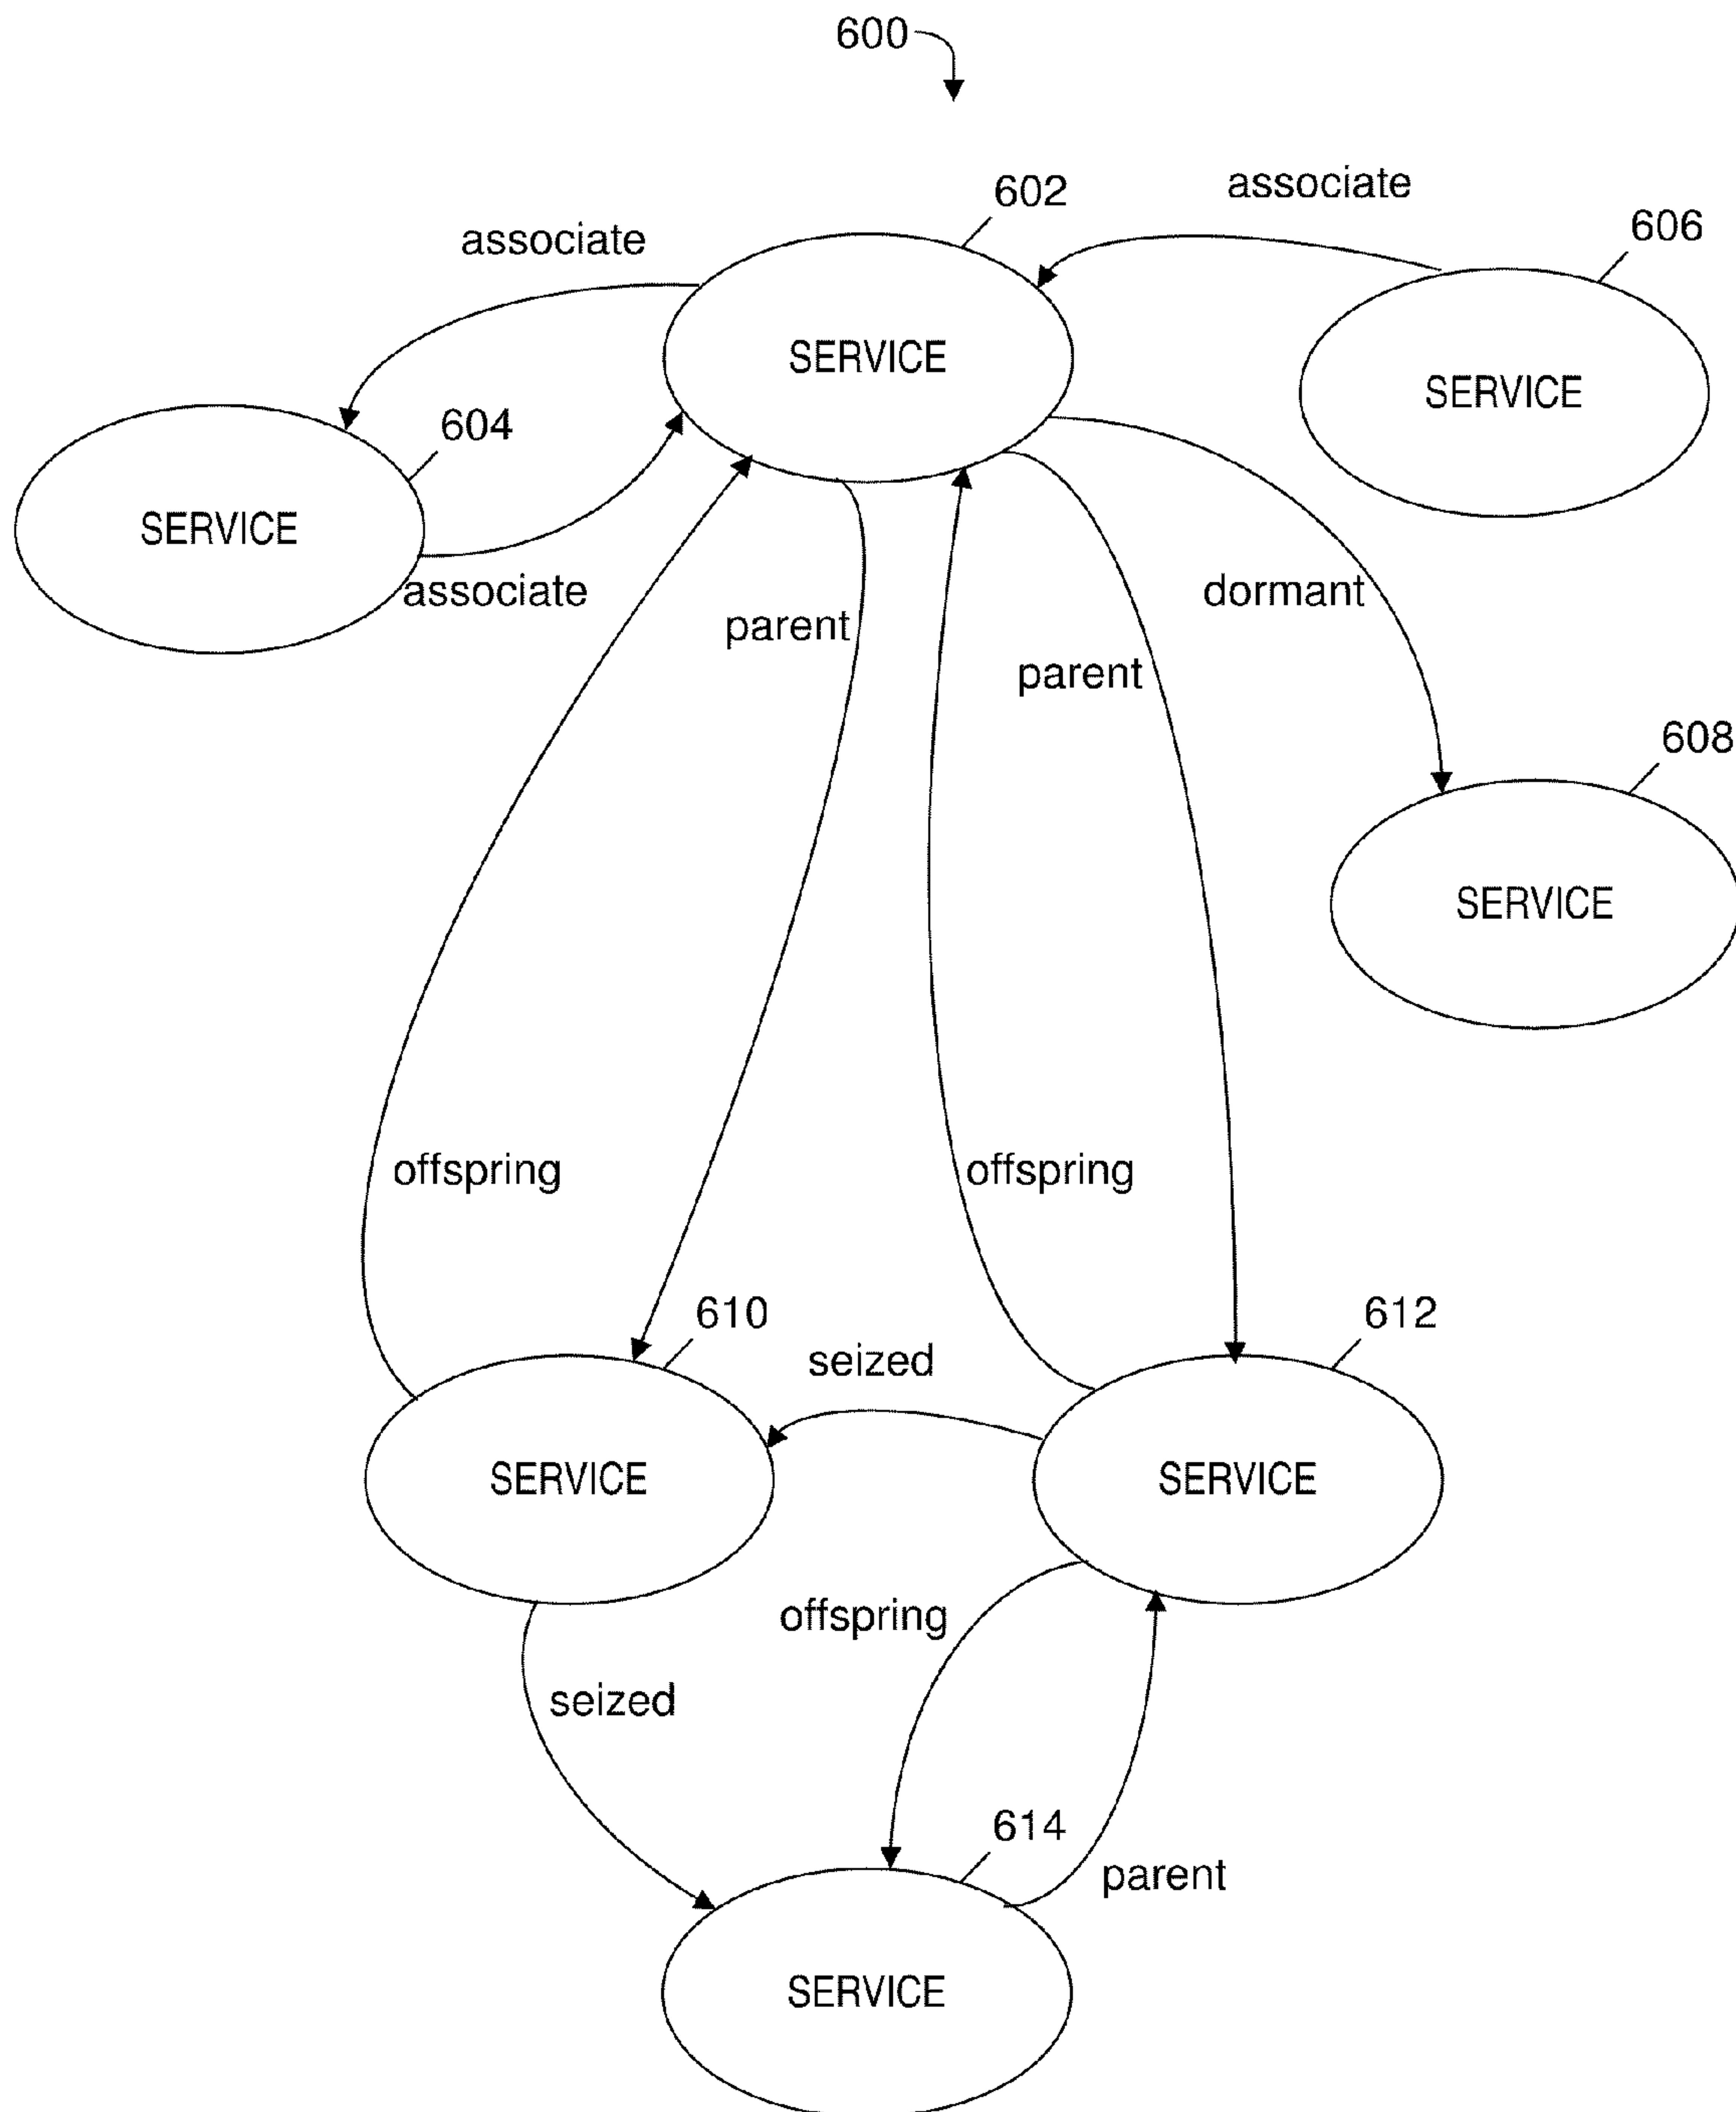 600
602
associate
606
associate
SERVICE
SERVICE
604
SERVICE
associate
dormant
parent
parent
608
SERVICE
offspring
offspring
610
612
seized
SERVICE
SERVICE
offspring
seized
614
parent
SERVICE